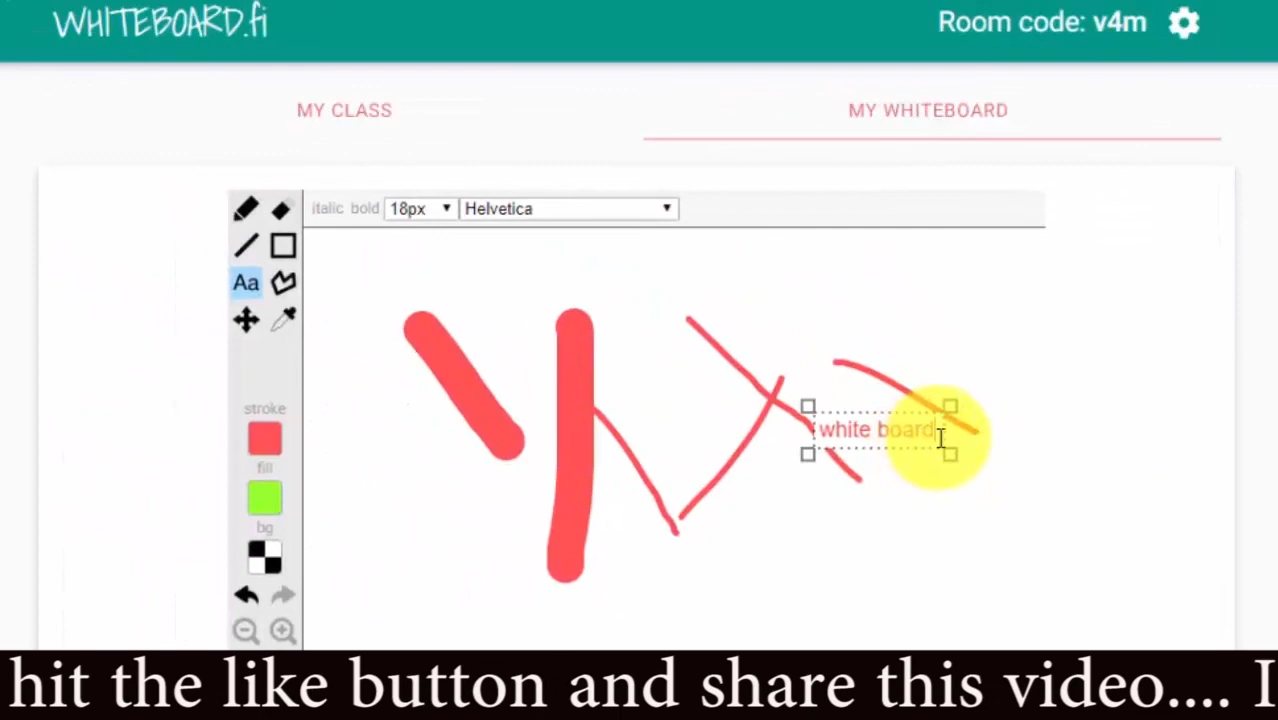 WHITEBOARD.fi
Room code: v4m
MY CLASS
MY WHITEBOARD
italic bold 18px Helvetica
Aa
stroke
fill
bg
white board
hit the like button and share this video.... I